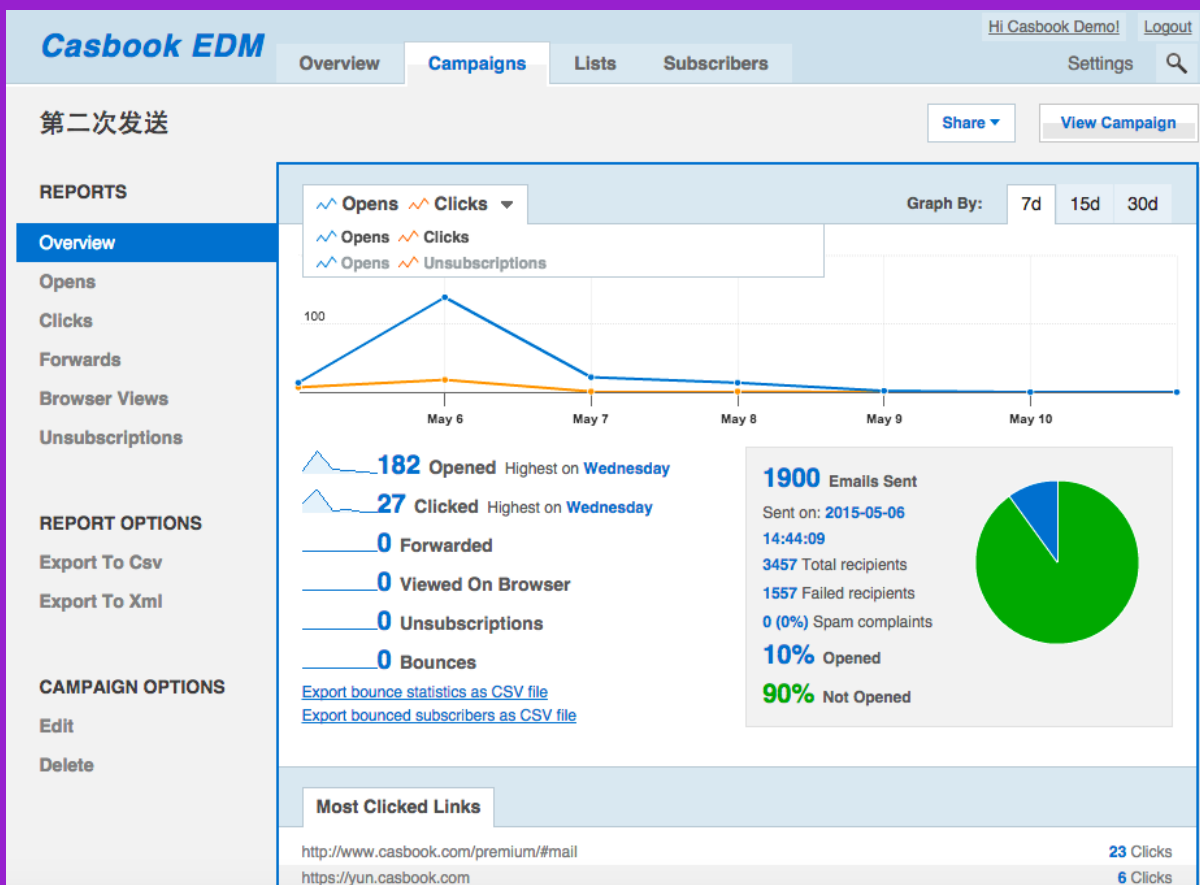 Hi Casbook Demo! Logout
Casbook EDM
Overview Campaigns Lists Subscribers Settings
第二次发送
Share View Campaign
REPORTS
Overview
Opens
Clicks
Forwards
Browser Views
Unsubscriptions
REPORT OPTIONS
Export To Csv
Export To Xml
CAMPAIGN OPTIONS
Edit
Delete
Opens Clicks
Graph By: 7d 15d 30d
Opens Clicks
Opens Unsubscriptions
100
May 6 May 7 May 8 May 9 May 10
182 Opened Highest on Wednesday
27 Clicked Highest on Wednesday
0 Forwarded
0 Viewed On Browser
0 Unsubscriptions
0 Bounces
Export bounce statistics as CSV file
Export bounced subscribers as CSV file
1900 Emails Sent
Sent on: 2015-05-06
14:44:09
3457 Total recipients
1557 Failed recipients
0 (0%) Spam complaints
10% Opened
90% Not Opened
Most Clicked Links
http://www.casbook.com/premium/#mail 23 Clicks
https://yun.casbook.com 6 Clicks